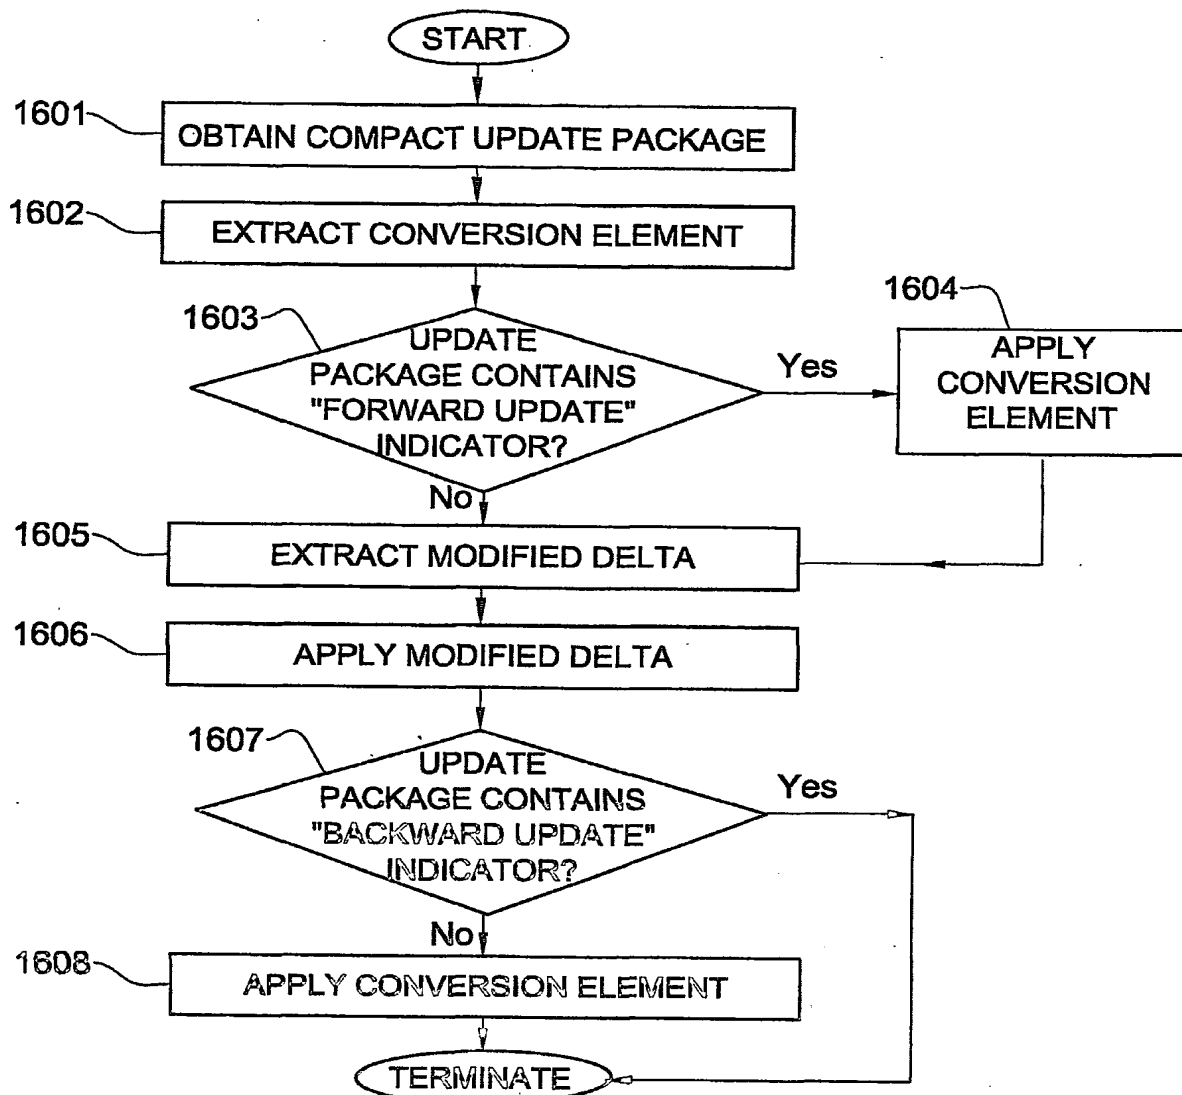 START
1601
OBTAIN COMPACT UPDATE PACKAGE
1602
EXTRACT CONVERSION ELEMENT
1603
UPDATE
PACKAGE CONTAINS
"FORWARD UPDATE"
INDICATOR?
Yes
1604
APPLY
CONVERSION
ELEMENT
No
1605
EXTRACT MODIFIED DELTA
1606
APPLY MODIFIED DELTA
1607
UPDATE
PACKAGE CONTAINS
"BACKWARD UPDATE"
INDICATOR?
Yes
No
1608
APPLY CONVERSION ELEMENT
TERMINATE